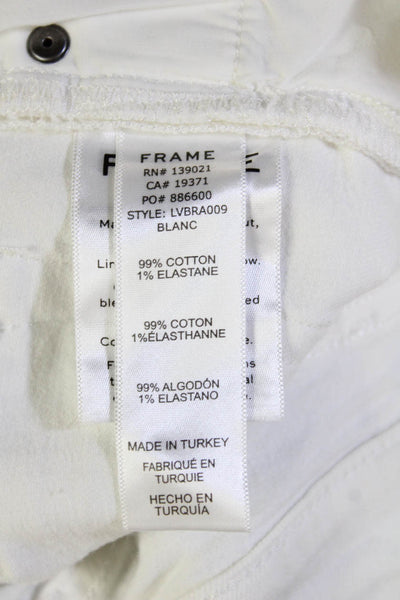 FRAME
RN# 139021
CA# 19371
PO# 886600
STYLE: LVBRA009
BLANC
99% COTTON
1% ELASTANE
99% COTON
1%ÉLASTHANNE
99% ALGODÓN
1% ELASTANO
MADE IN TURKEY
FABRIQUÉ EN
TURQUIE
HECHO EN
TURQUÍA